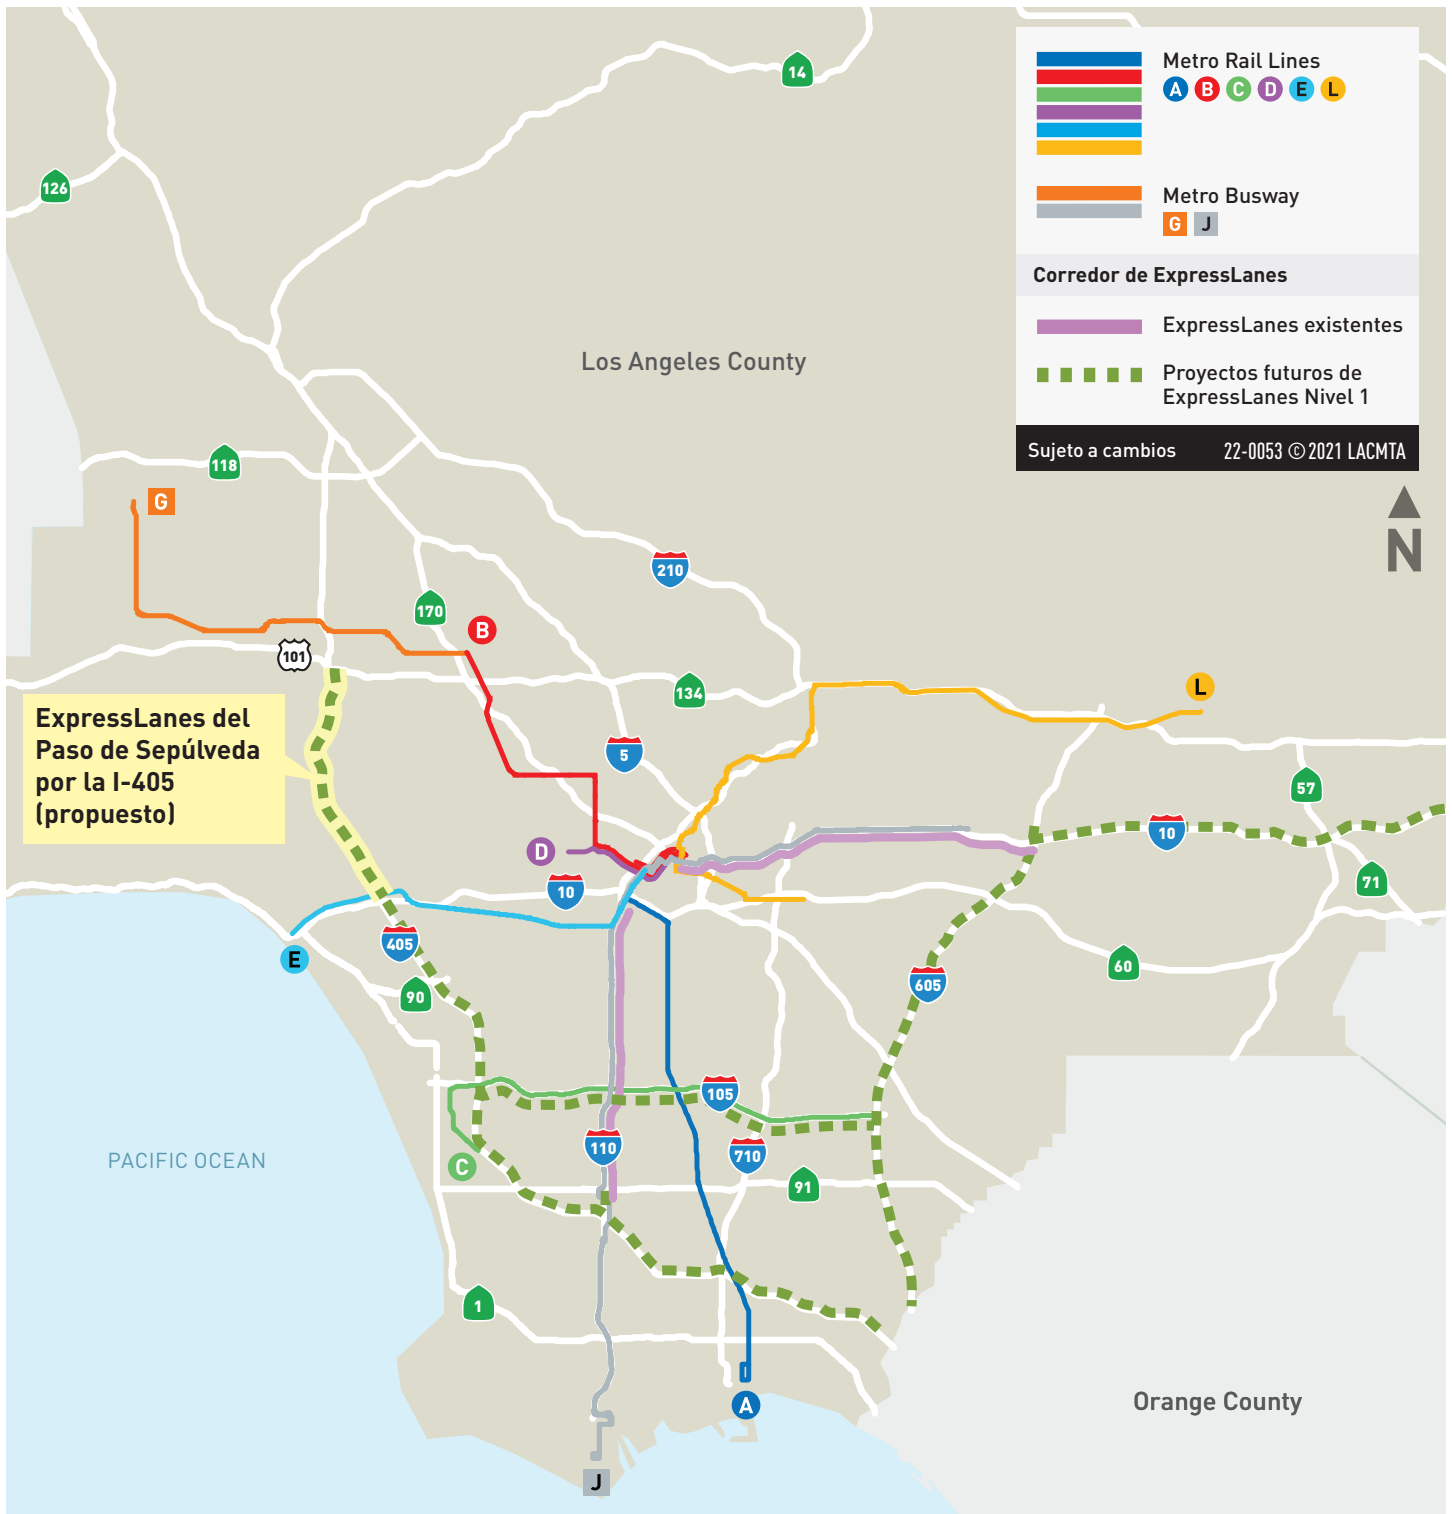 14
Metro Rail Lines
A B C D E L
126
Metro Busway
G J
Corredor de ExpressLanes
ExpressLanes existentes
Proyectos futuros de
ExpressLanes Nivel 1
Sujeto a cambios 22-0053 © 2021 LACMTA
Los Angeles County
118
G
N
210
170
B
101
134
L
ExpressLanes del
Paso de Sepúlveda
por la I-405
(propuesto)
5
57
10
D
10
71
405
E
60
90
605
105
110
710
C
91
PACIFIC OCEAN
1
A
Orange County
J